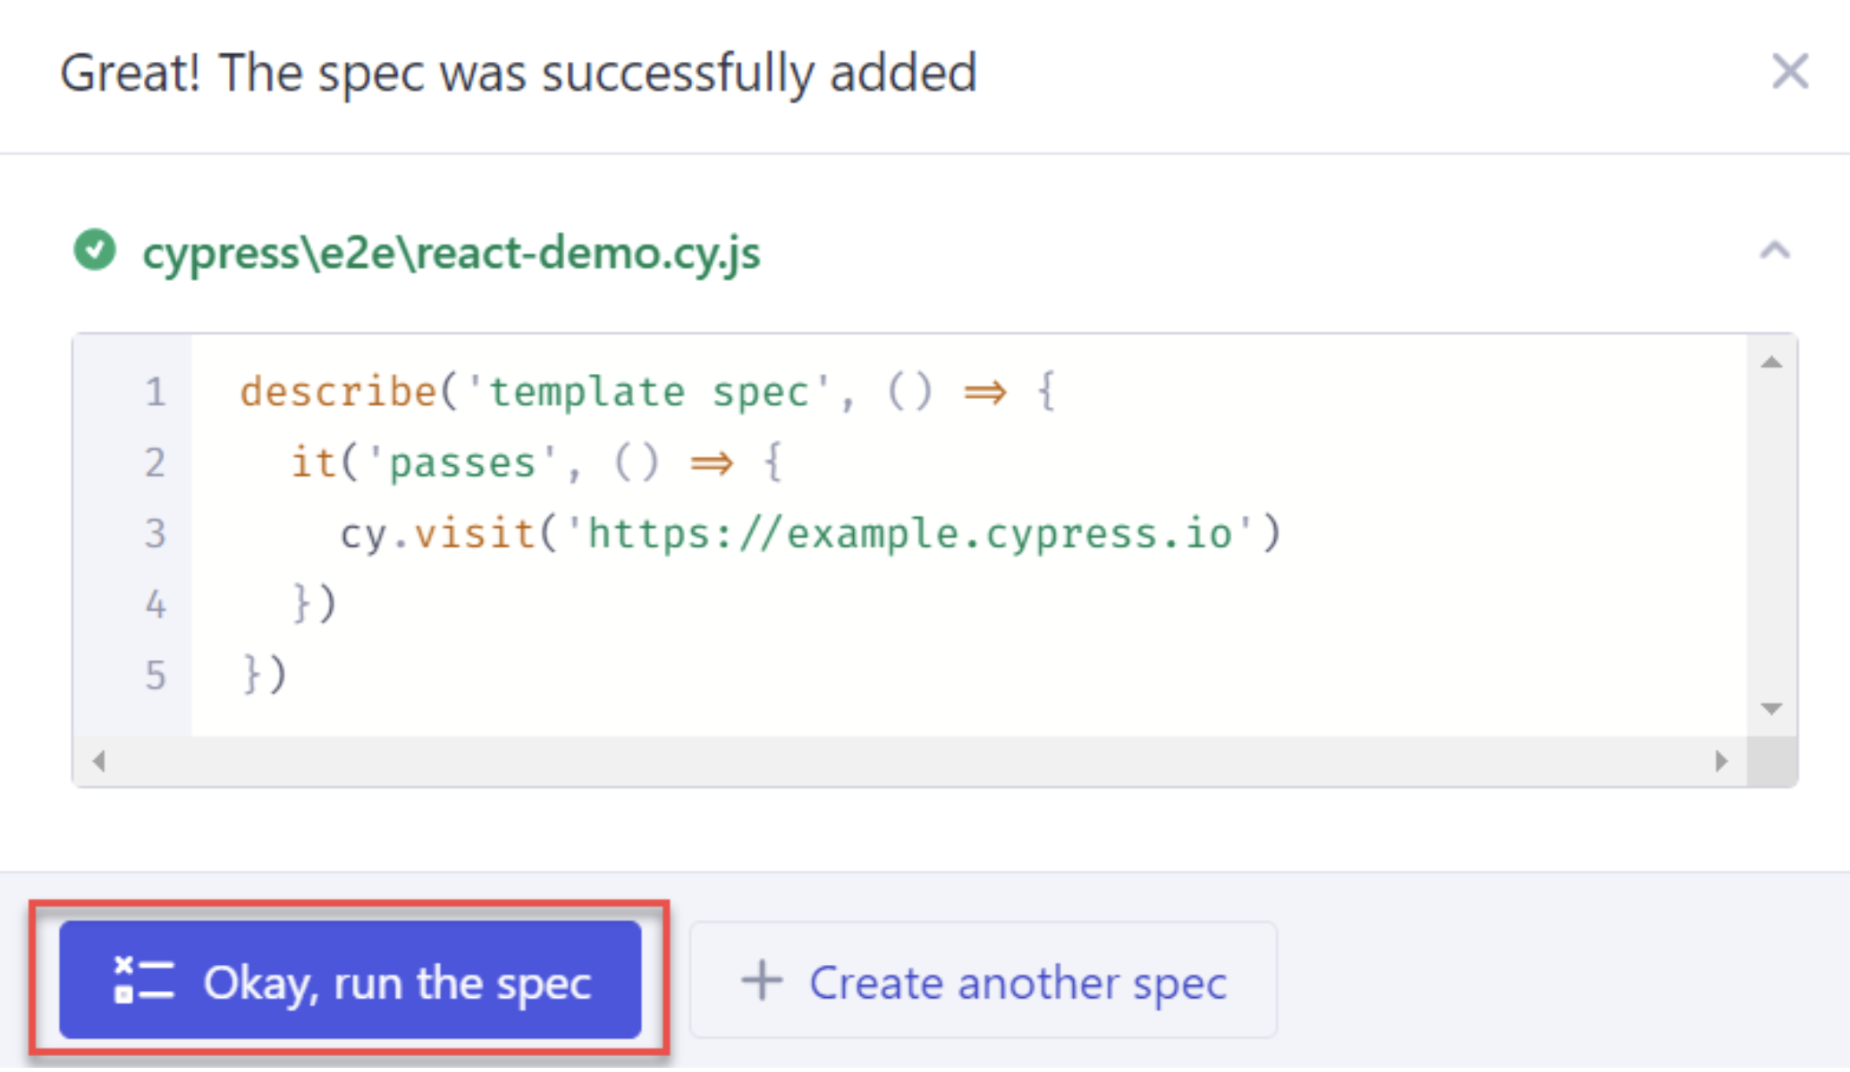 Great! The spec was successfully added
cypress\e2e\react-demo.cy.js
1 describe('template spec', () => {
2   it('passes', () => {
3     cy.visit('https://example.cypress.io')
4   })
5 })
Okay, run the spec
Create another spec